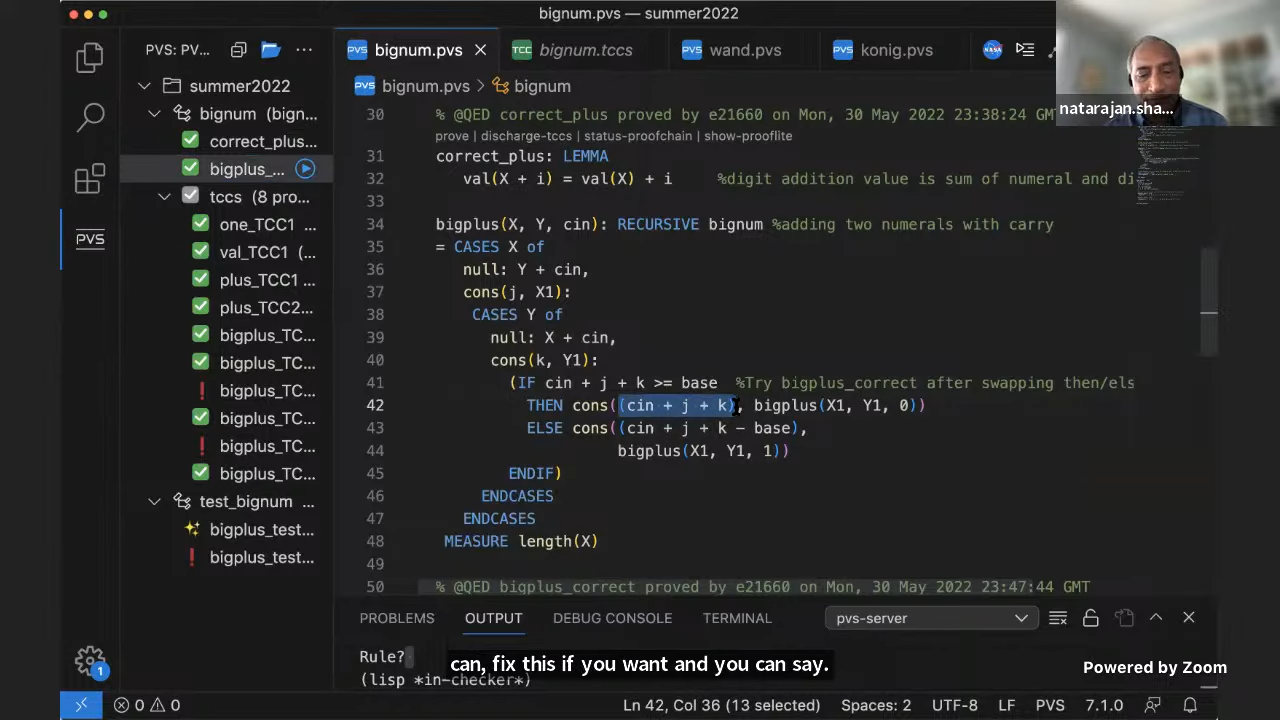 bignum.pvs — summer2022
PVS: PV...
bignum.pvs
bignum.tccs
wand.pvs
konig.pvs
natarajan.sha...
summer2022
bignum (bign...
correct_plus...
bigplus_...
tccs (8 pro...
one_TCC1 ...
val_TCC1 (...
plus_TCC1
plus_TCC2...
bigplus_TC...
bigplus_TC...
bigplus_TC...
bigplus_TC...
bigplus_TC...
bigplus_TC...
test_bignum ...
bigplus_test...
bigplus_test...
bignum.pvs > bignum
30 % @QED correct_plus proved by e21660 on Mon, 30 May 2022 23:38:24 GMT
prove | discharge-tccs | status-proofchain | show-prooflite
31 correct_plus: LEMMA
32 val(X + i) = val(X) + i %digit addition value is sum of numeral and di
33
34 bigplus(X, Y, cin): RECURSIVE bignum %adding two numerals with carry
35 = CASES X of
36 null: Y + cin,
37 cons(j, X1):
38 CASES Y of
39 null: X + cin,
40 cons(k, Y1):
41 (IF cin + j + k >= base %Try bigplus_correct after swapping then/els
42 THEN cons((cin + j + k), bigplus(X1, Y1, 0))
43 ELSE cons((cin + j + k - base),
44 bigplus(X1, Y1, 1))
45 ENDIF)
46 ENDCASES
47 ENDCASES
48 MEASURE length(X)
49
50 % @QED bigplus_correct proved by e21660 on Mon, 30 May 2022 23:47:44 GMT
PROBLEMS OUTPUT DEBUG CONSOLE TERMINAL pvs-server
Rule?
(lisp *in-checker*)
can, fix this if you want and you can say.
Powered by Zoom
0 0 Ln 42, Col 36 (13 selected) Spaces: 2 UTF-8 LF PVS 7.1.0